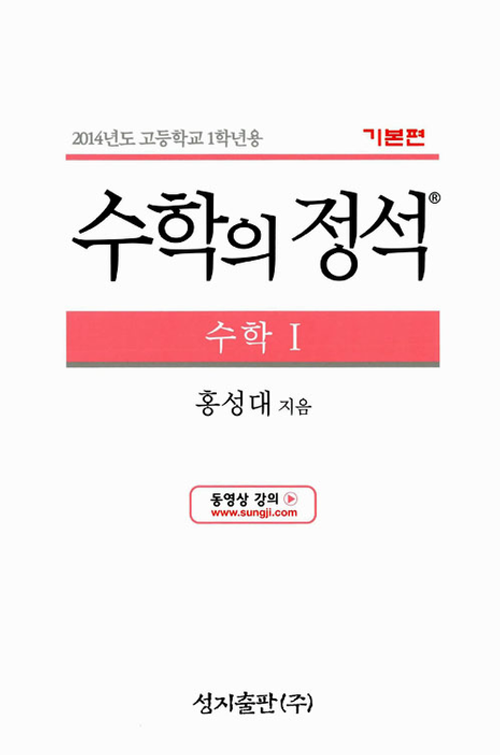 2014년도 고등학교 1학년용 기본편
수학의 정석®
수학 I
홍성대 지음
동영상 강의
www.sungji.com
성지출판(주)